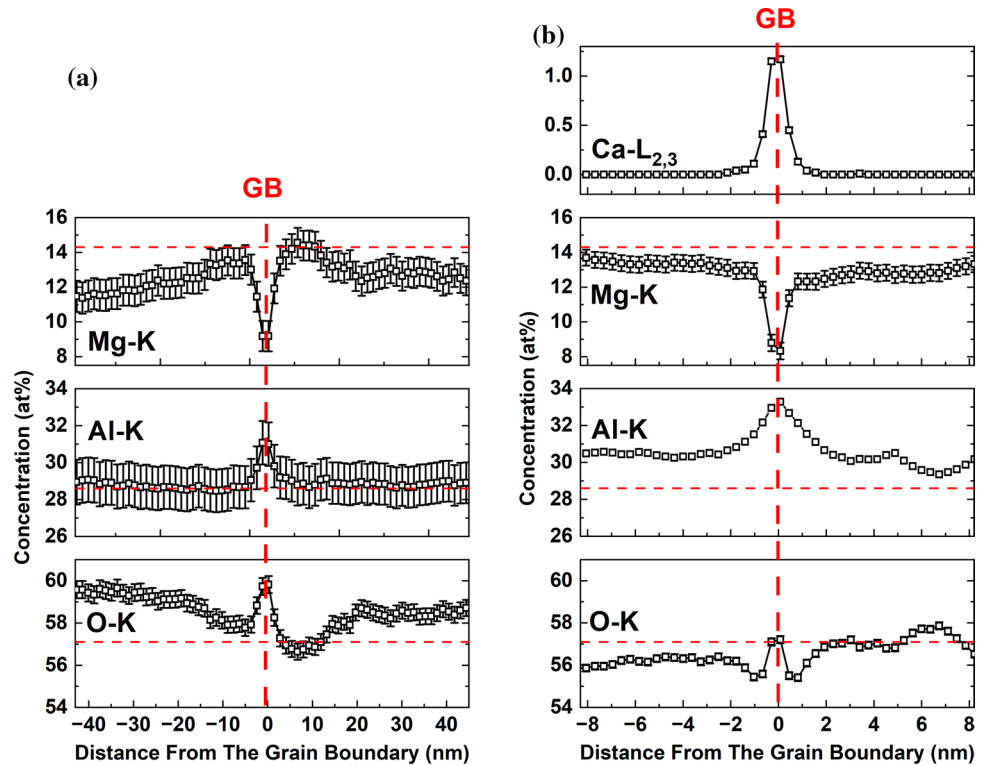 (a)
GB
16
14
12
10
8
Mg-K
34
32
30
28
26
Al-K
60
58
56
54
O-K
Concentration (at%)
−40 −30 −20 −10 0 10 20 30 40
Distance From The Grain Boundary (nm)
(b)
GB
1.0
0.5
0.0
Ca-L2,3
16
14
12
10
8
Mg-K
34
32
30
28
26
Al-K
60
58
56
54
O-K
Concentration (at%)
-8 -6 -4 -2 0 2 4 6 8
Distance From The Grain Boundary (nm)